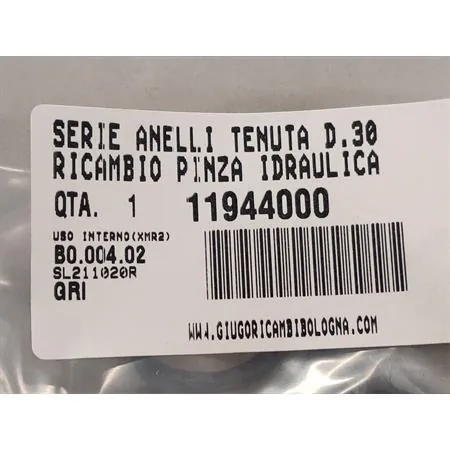 SERIE ANELLI TENUTA D.30
RICAMBIO PINZA IDRAULICA
QTA. 1 11944000
USO INTERNO(XMR2)
B0.004.02
SL211020R
GRI
WWW.GIUGORICAMBIBOLOGNA.COM